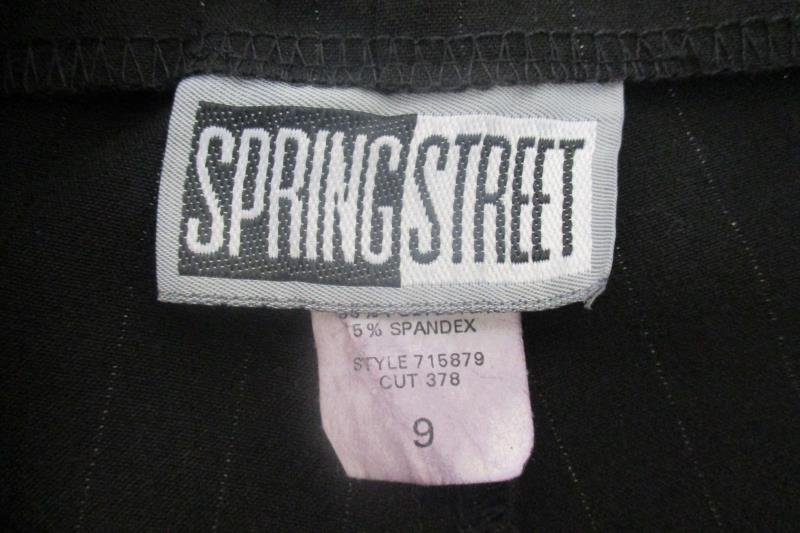 SPRINGSTREET
5% SPANDEX
STYLE 715879
CUT 378
9